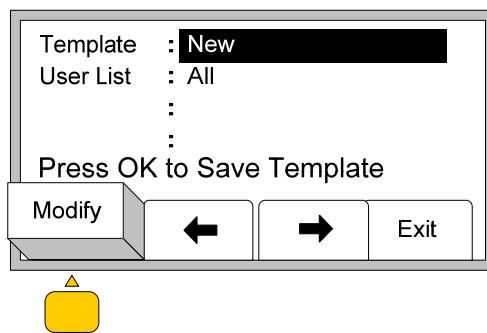 Template : New
User List : All
:
:
Press OK to Save Template
Modify ← → Exit